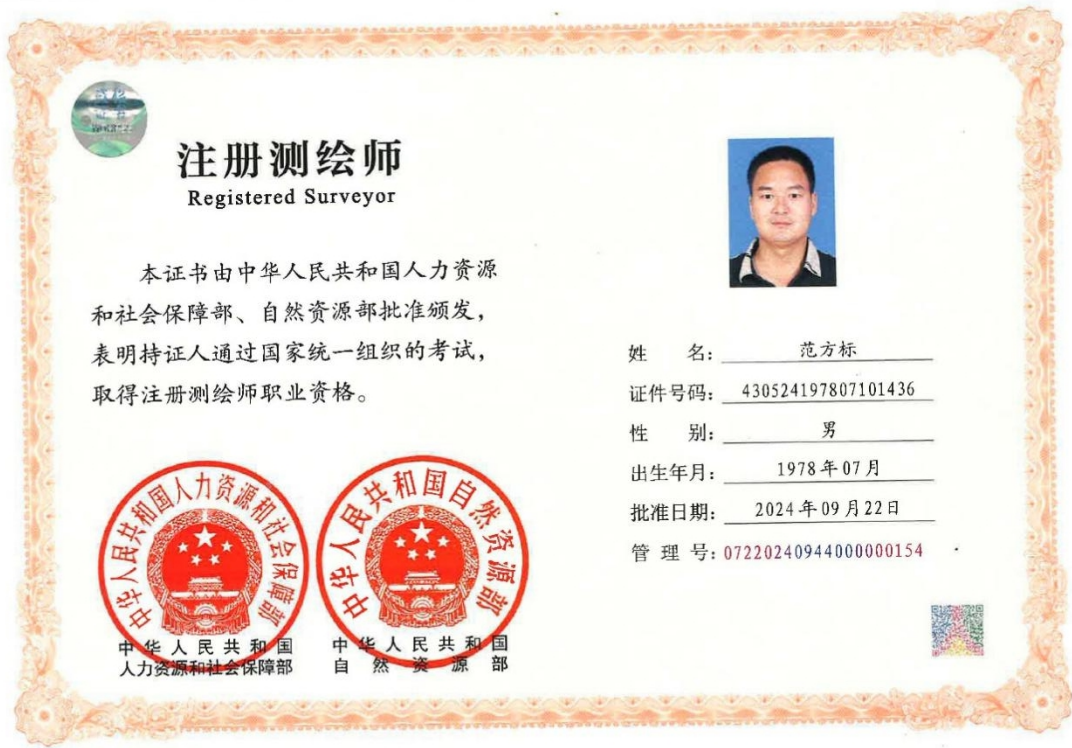 注册测绘师
Registered Surveyor
本证书由中华人民共和国人力资源
和社会保障部、自然资源部批准颁发，
表明持证人通过国家统一组织的考试，
取得注册测绘师职业资格。
中华人民共和国人力资源和社会保障部
中华人民共和国
人力资源和社会保障部
中华人民共和国自然资源部
中华人民共和国
自然资源部
姓名：范方标
证件号码：430524197807101436
性别：男
出生年月：1978年07月
批准日期：2024年09月22日
管理号：07220240944000000154